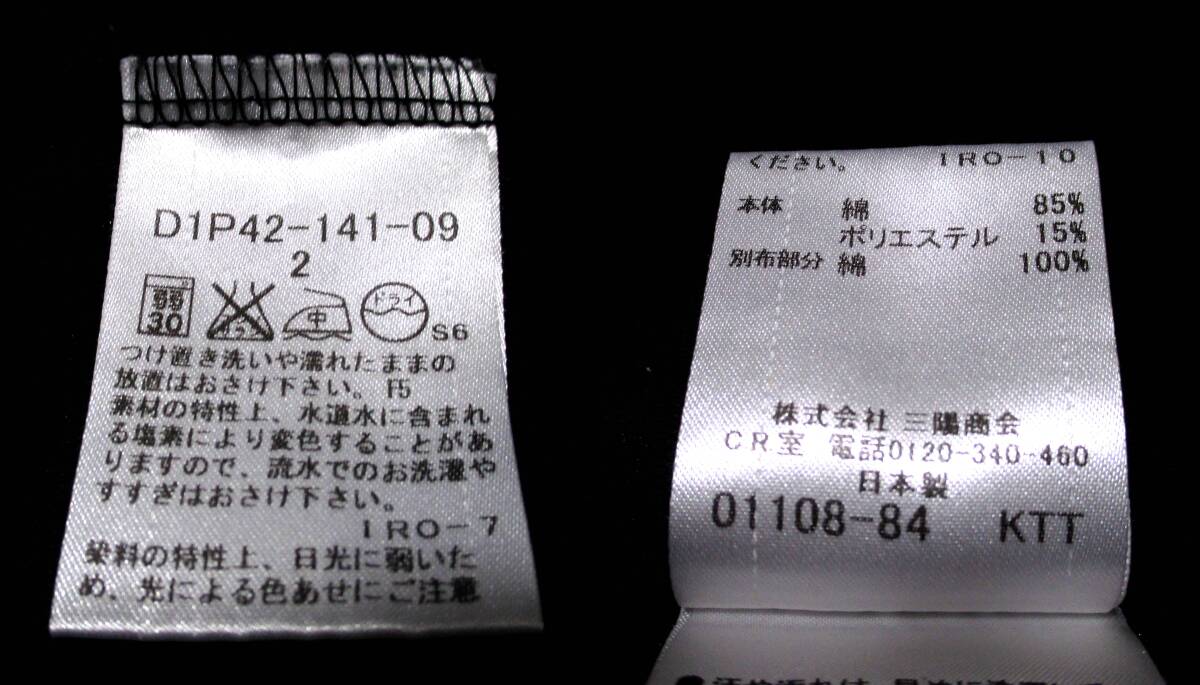 D1P42-141-09
2
弱
30
中
ドライ
S6
つけ置き洗いや濡れたままの
放置はおさけ下さい。F5
素材の特性上、水道水に含まれ
る塩素により変色することがあ
りますので、流水でのお洗濯や
すすぎはおさけ下さい。
IRO-7
染料の特性上、日光に弱いた
め、光による色あせにご注意
ください。 IRO-10
本体 綿 85%
ポリエステル 15%
別布部分 綿 100%
株式会社 三陽商会
CR室 電話0120-340-460
日本製
01108-84 KTT